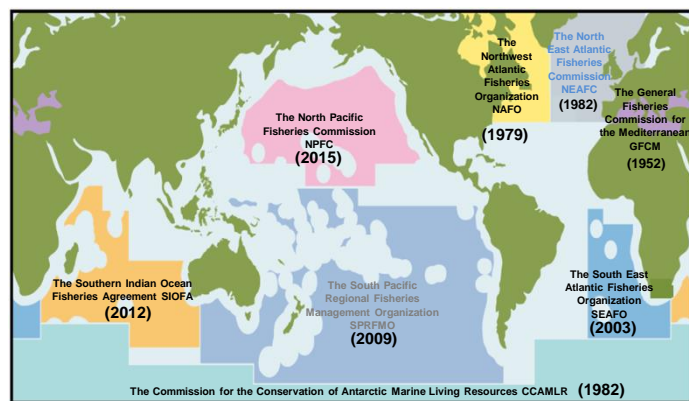 The North Pacific
Fisheries Commission
NPFC
(2015)
The
Northwest
Atlantic
Fisheries
Organization
NAFO
(1979)
The North
East Atlantic
Fisheries
Commission
NEAFC
(1982)
The General
Fisheries
Commission for
the Mediterranean
GFCM
(1952)
The Southern Indian Ocean
Fisheries Agreement SIOFA
(2012)
The South Pacific
Regional Fisheries
Management Organization
SPRFMO
(2009)
The South East
Atlantic Fisheries
Organization
SEAFO
(2003)
The Commission for the Conservation of Antarctic Marine Living Resources CCAMLR (1982)